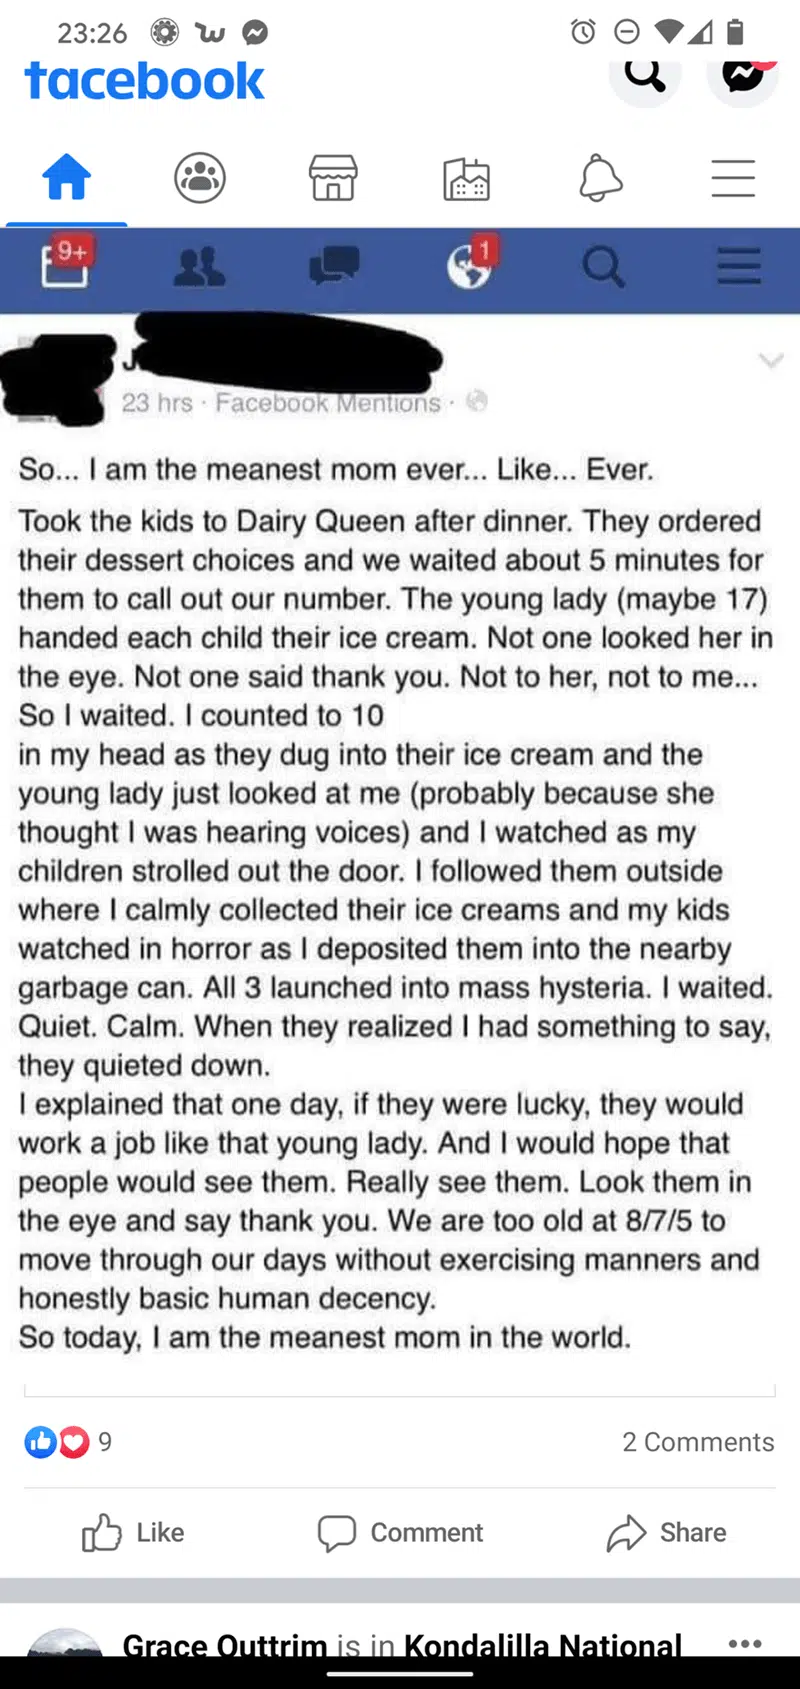 23:26
facebook
9+
1
23 hrs · Facebook Mentions ·
So... I am the meanest mom ever... Like... Ever.
Took the kids to Dairy Queen after dinner. They ordered
their dessert choices and we waited about 5 minutes for
them to call out our number. The young lady (maybe 17)
handed each child their ice cream. Not one looked her in
the eye. Not one said thank you. Not to her, not to me...
So I waited. I counted to 10
in my head as they dug into their ice cream and the
young lady just looked at me (probably because she
thought I was hearing voices) and I watched as my
children strolled out the door. I followed them outside
where I calmly collected their ice creams and my kids
watched in horror as I deposited them into the nearby
garbage can. All 3 launched into mass hysteria. I waited.
Quiet. Calm. When they realized I had something to say,
they quieted down.
I explained that one day, if they were lucky, they would
work a job like that young lady. And I would hope that
people would see them. Really see them. Look them in
the eye and say thank you. We are too old at 8/7/5 to
move through our days without exercising manners and
honestly basic human decency.
So today, I am the meanest mom in the world.
9
2 Comments
Like
Comment
Share
Grace Outtrim is in Kondalilla National